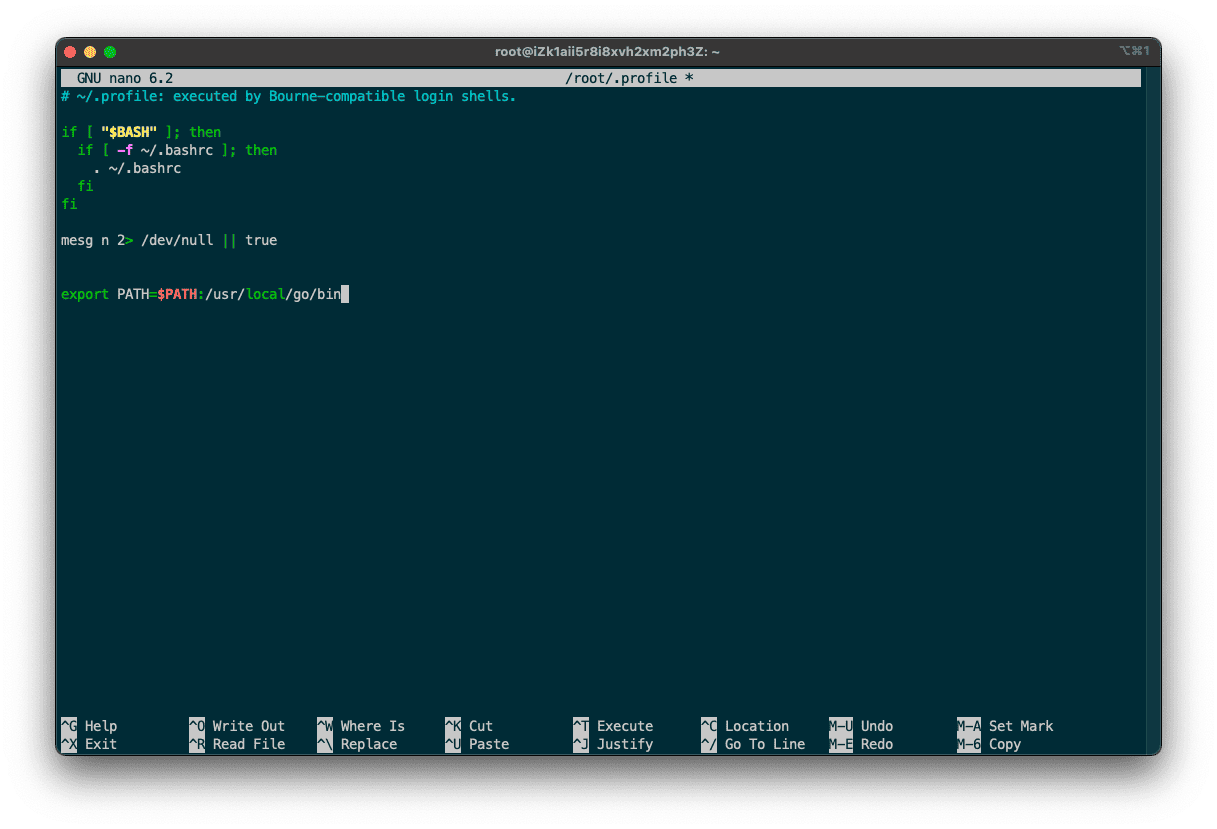 root@iZk1aii5r8i8xvh2xm2ph3Z: ~ ⌥⌘1
GNU nano 6.2 /root/.profile *
# ~/.profile: executed by Bourne-compatible login shells.
if [ "$BASH" ]; then
  if [ -f ~/.bashrc ]; then
    . ~/.bashrc
  fi
fi
mesg n 2> /dev/null || true
export PATH=$PATH:/usr/local/go/bin
^G Help ^O Write Out ^W Where Is ^K Cut ^T Execute ^C Location M-U Undo M-A Set Mark
^X Exit ^R Read File ^\ Replace ^U Paste ^J Justify ^/ Go To Line M-E Redo M-6 Copy